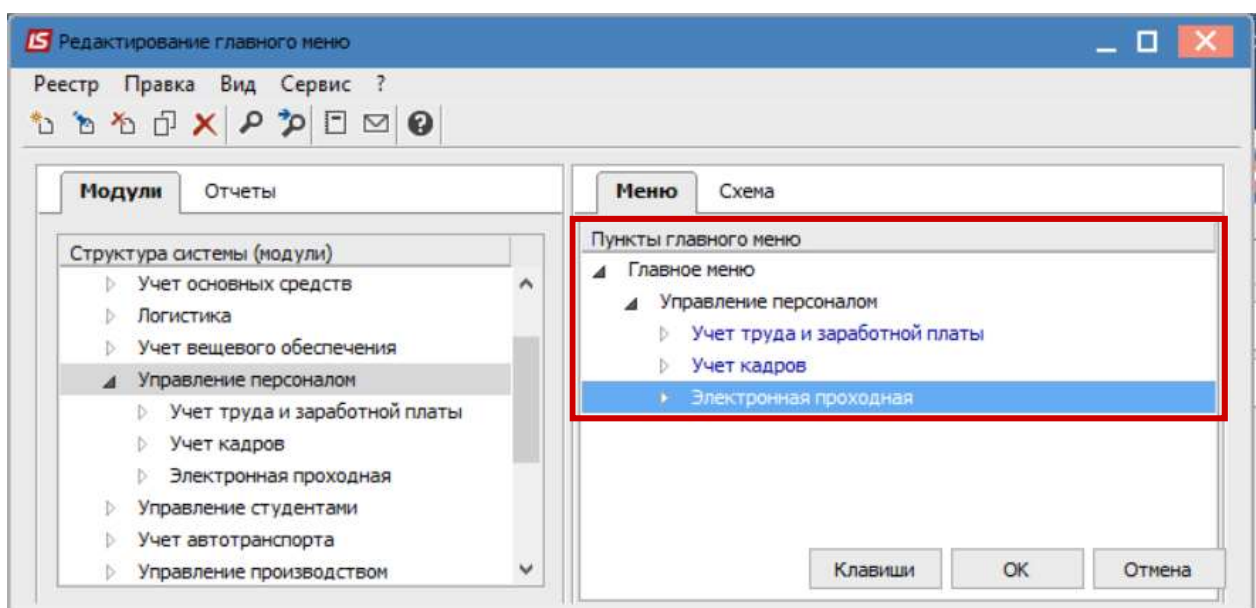 IS Редактирование главного меню
Реестр Правка Вид Сервис ?
Модули Отчеты
Структура системы (модули)
Учет основных средств
Логистика
Учет вещевого обеспечения
Управление персоналом
Учет труда и заработной платы
Учет кадров
Электронная проходная
Управление студентами
Учет автотранспорта
Управление производством
Меню Схема
Пункты главного меню
Главное меню
Управление персоналом
Учет труда и заработной платы
Учет кадров
Электронная проходная
Клавиши OK Отмена